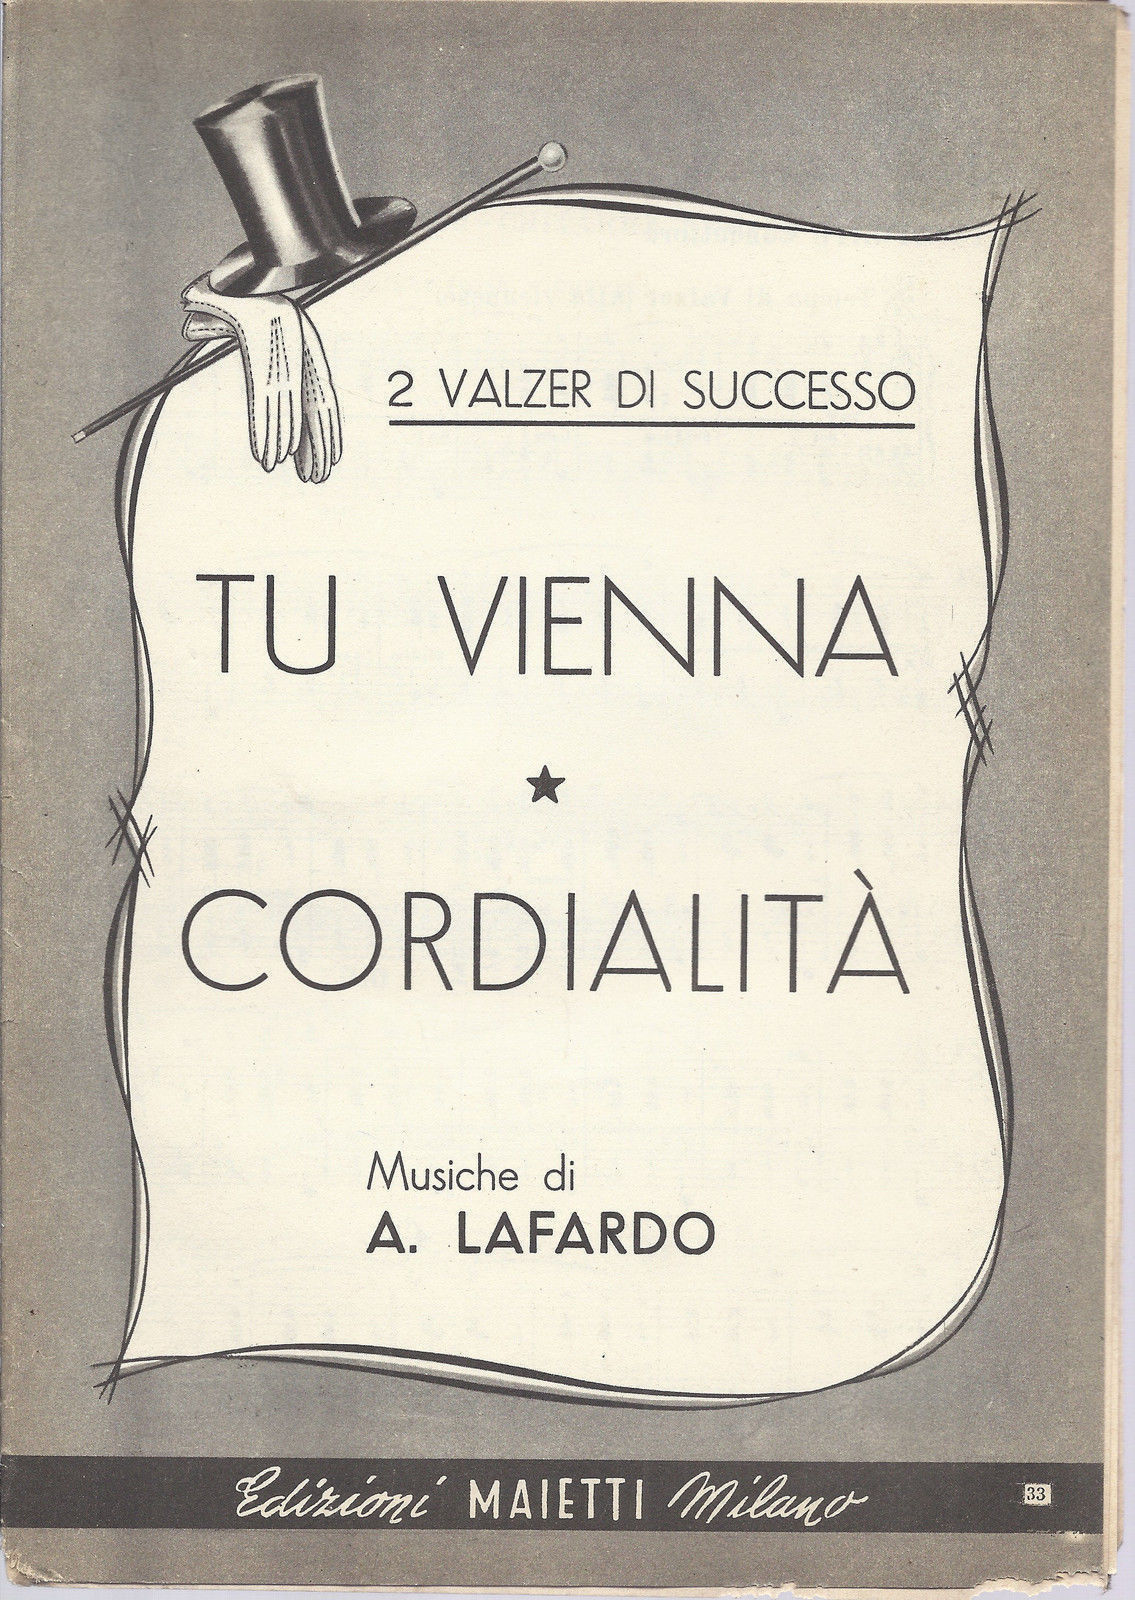 2 VALZER DI SUCCESSO
TU VIENNA
★
CORDIALITÀ
Musiche di
A. LAFARDO
Edizioni MAIETTI Milano
33